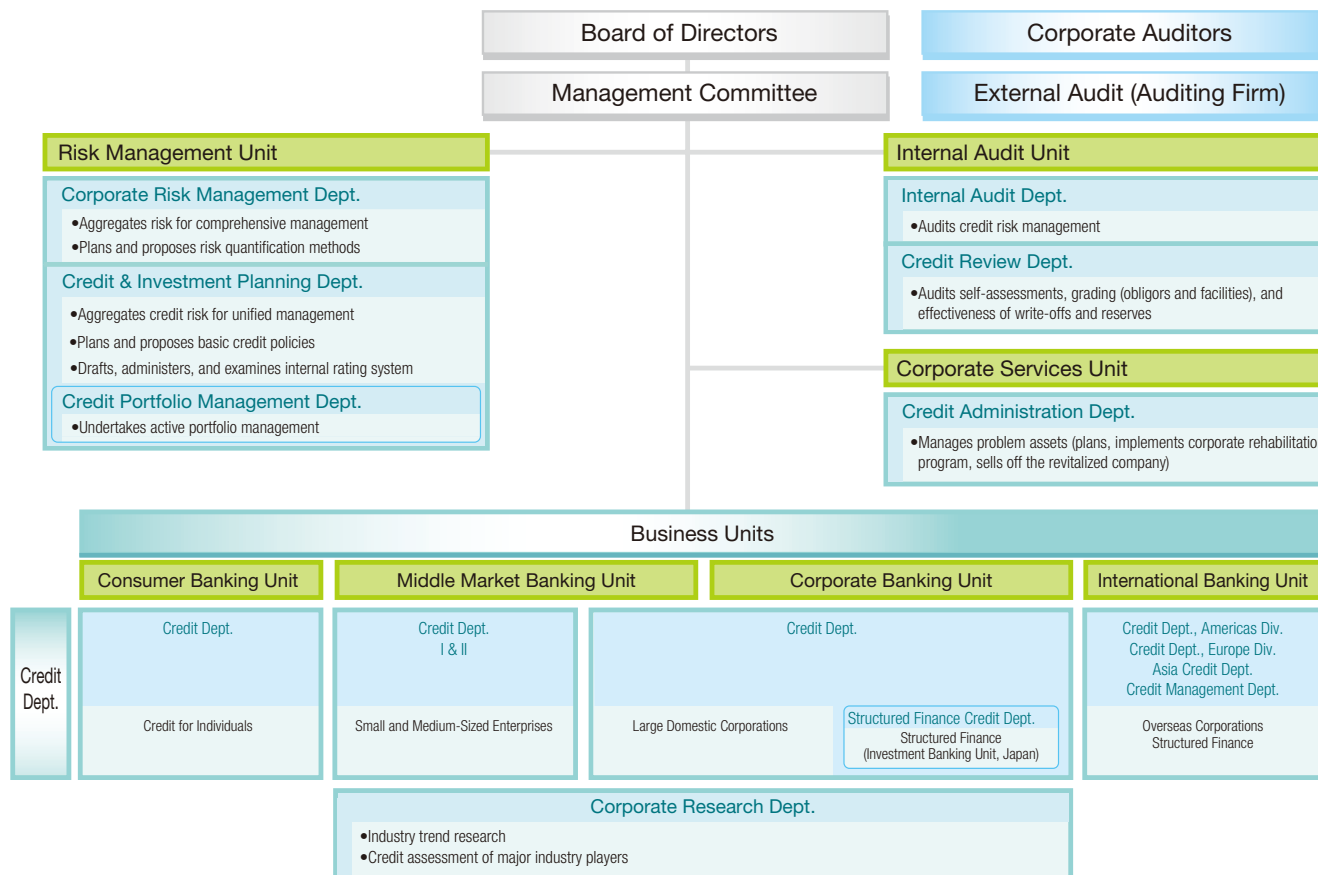 Board of Directors
Corporate Auditors
Management Committee
External Audit (Auditing Firm)
Risk Management Unit
Corporate Risk Management Dept.
•Aggregates risk for comprehensive management
•Plans and proposes risk quantification methods
Credit & Investment Planning Dept.
•Aggregates credit risk for unified management
•Plans and proposes basic credit policies
•Drafts, administers, and examines internal rating system
Credit Portfolio Management Dept.
•Undertakes active portfolio management
Internal Audit Unit
Internal Audit Dept.
•Audits credit risk management
Credit Review Dept.
•Audits self-assessments, grading (obligors and facilities), and
effectiveness of write-offs and reserves
Corporate Services Unit
Credit Administration Dept.
•Manages problem assets (plans, implements corporate rehabilitatio
program, sells off the revitalized company)
Business Units
Consumer Banking Unit
Middle Market Banking Unit
Corporate Banking Unit
International Banking Unit
Credit
Dept.
Credit Dept.
Credit for Individuals
Credit Dept.
I & II
Small and Medium-Sized Enterprises
Credit Dept.
Large Domestic Corporations
Structured Finance Credit Dept.
Structured Finance
(Investment Banking Unit, Japan)
Credit Dept., Americas Div.
Credit Dept., Europe Div.
Asia Credit Dept.
Credit Management Dept.
Overseas Corporations
Structured Finance
Corporate Research Dept.
•Industry trend research
•Credit assessment of major industry players